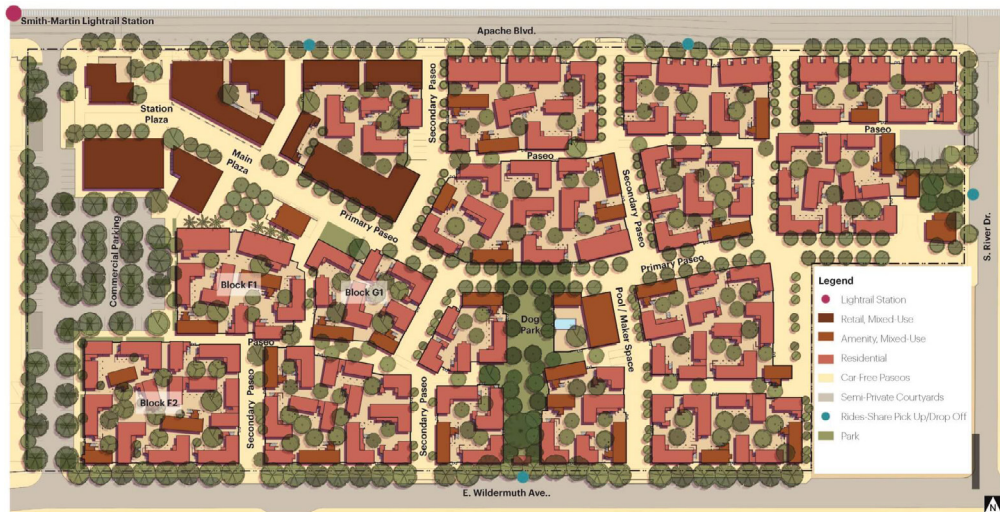 Smith-Martin Lightrail Station
Apache Blvd.
Station
Plaza
Main
Plaza
Secondary Paseo
Paseo
Paseo
Secondary Paseo
Primary Paseo
Primary Paseo
S. River Dr.
Commercial Parking
Block F1
Block G1
Dog
Park
Pool / Maker Space
Paseo
Block F2
Secondary Paseo
Secondary Paseo
E. Wildermuth Ave..
Legend
Lightrail Station
Retail, Mixed-Use
Amenity, Mixed-Use
Residential
Car-Free Paseos
Semi-Private Courtyards
Rides-Share Pick Up/Drop Off
Park
N